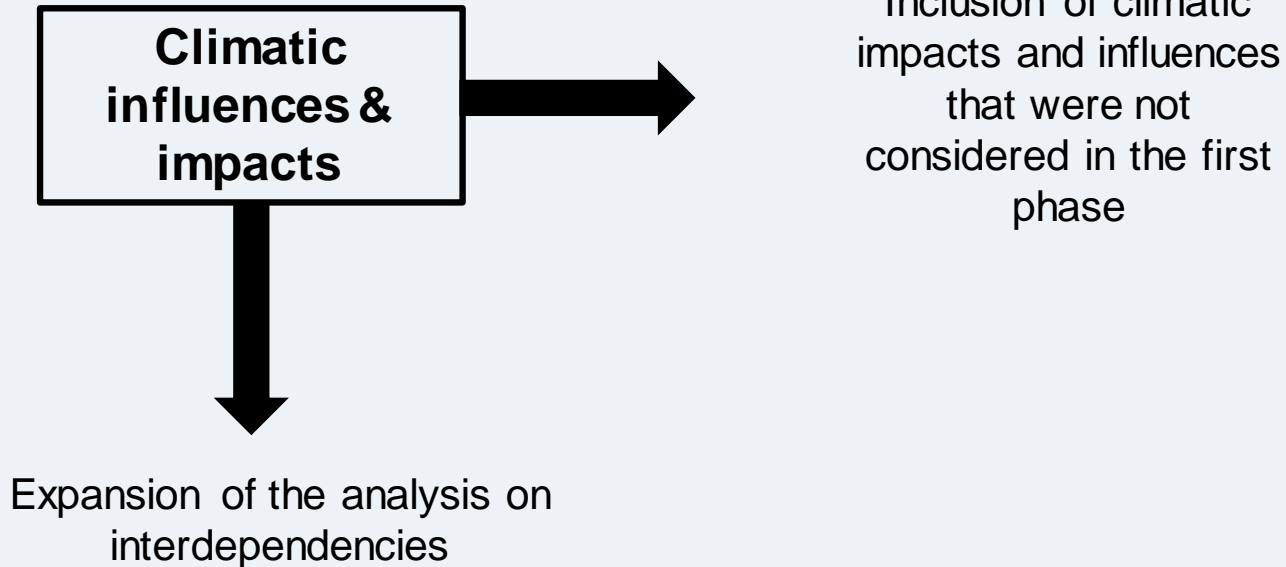 Inclusion of climatic
impacts and influences
that were not
considered in the first
phase
Climatic
influences &
impacts
Expansion of the analysis on
interdependencies